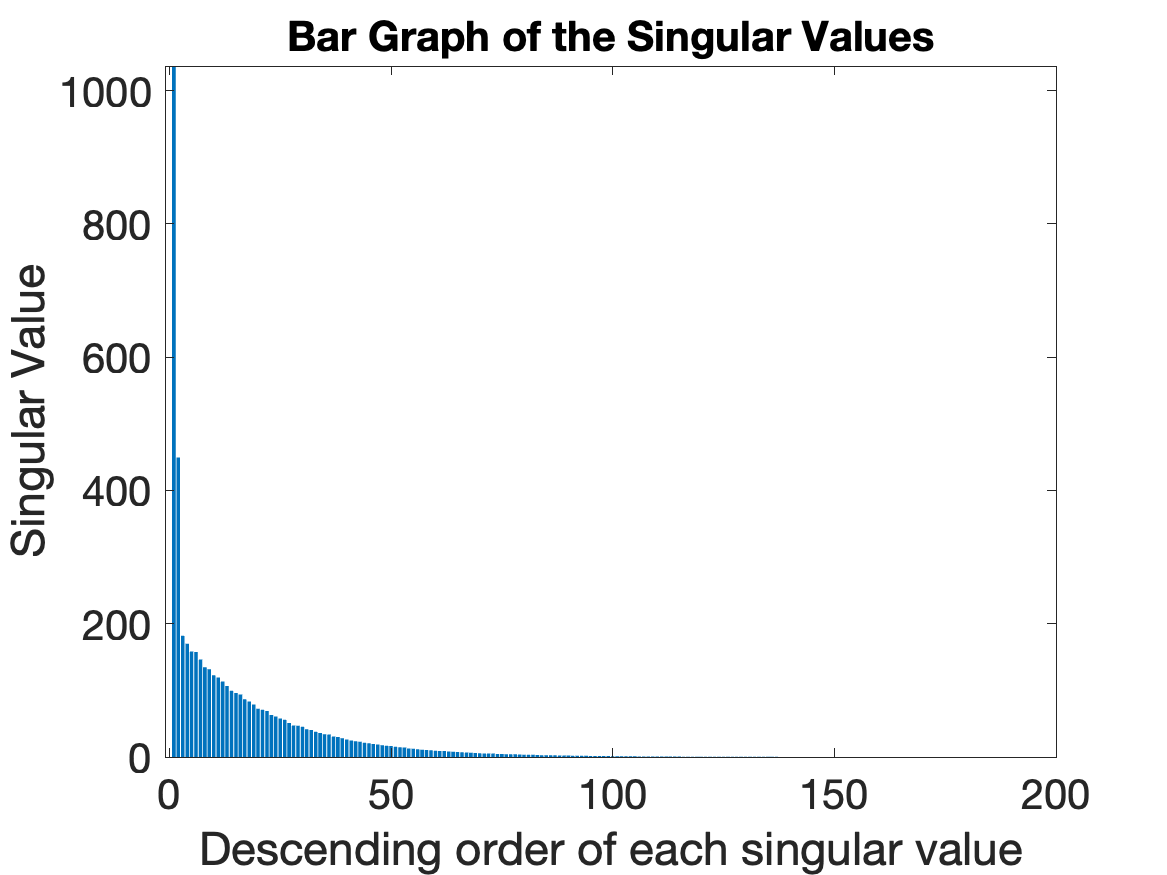 Bar Graph of the Singular Values
1000
800
600
400
200
0
Singular Value
0 50 100 150 200
Descending order of each singular value